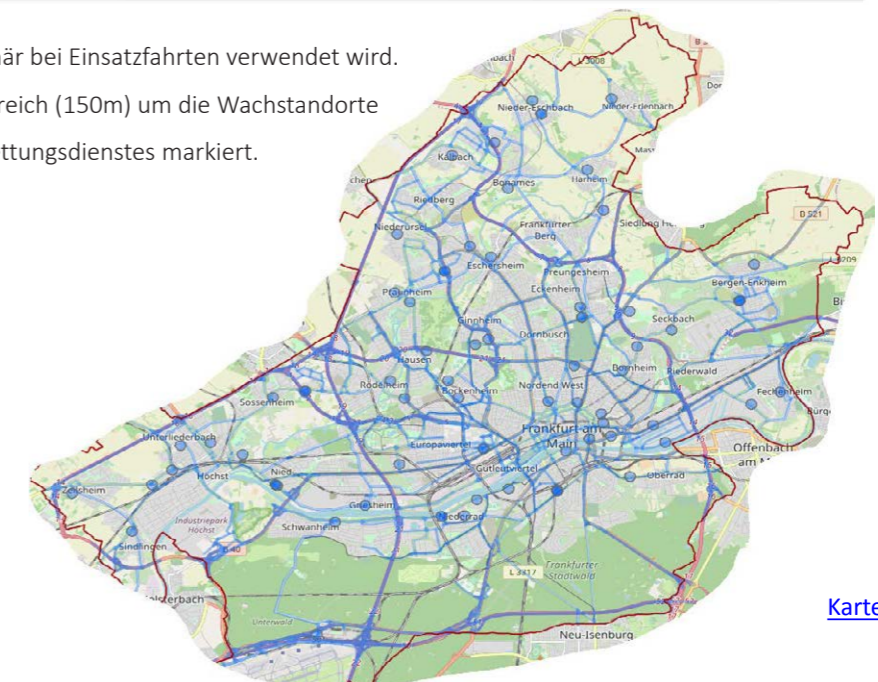 är bei Einsatzfahrten verwendet wird.
reich (150m) um die Wachstandorte
ttungsdienstes markiert.
L 3008
Nieder-Eschbach
Nieder-Erlenbach
Kalbach
Bonames
Harheim
Riedberg
Niederursel
Frankfurter
Berg
B 521
Eschersheim
Preungesheim
Eckenheim
Bergen-Enkheim
Praunheim
Seckbach
Ginnheim
Dornbusch
Hausen
Bornheim
Riederwald
Rödelheim
Bockenheim
Nordend West
Fechenheim
Sossenheim
Unterliederbach
Europaviertel
Frankfurt am
Main
Offenbach
am M
Höchst
Nied
Gutleutviertel
Oberrad
Zeilsheim
Griesheim
Industriepark
Höchst
Schwanheim
Niederrad
Sindlingen
Frankfurter
Stadtwald
L 3317
Unterwald
Neu-Isenburg
Karte